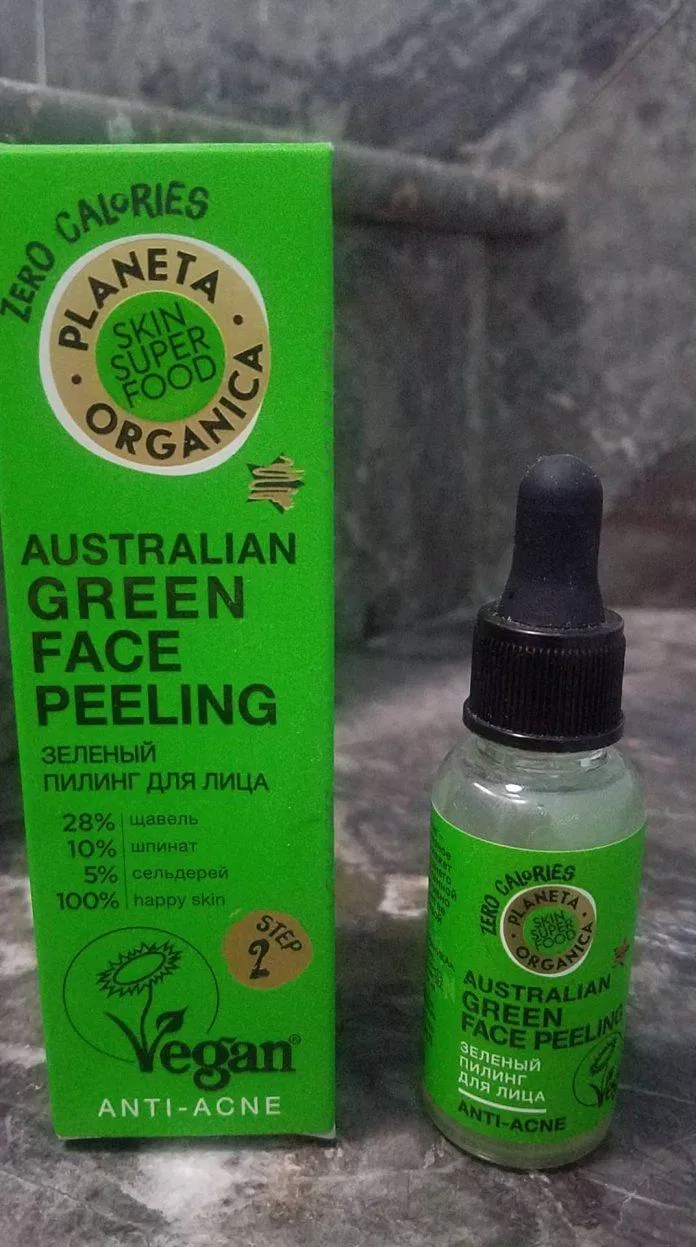 ZERO CALORIES
PLANETA
ORGANICA
SKIN
SUPER
FOOD
AUSTRALIAN
GREEN
FACE
PEELING
ЗЕЛЕНЫЙ
ПИЛИНГ ДЛЯ ЛИЦА
28% щавель
10% шпинат
5% сельдерей
100% happy skin
STEP
2
Vegan®
ANTI-ACNE
ZERO CALORIES
PLANETA
ORGANICA
SKIN
SUPER
FOOD
AUSTRALIAN
GREEN
FACE PEELING
ЗЕЛЕНЫЙ
ПИЛИНГ
ДЛЯ ЛИЦА
ANTI-ACNE